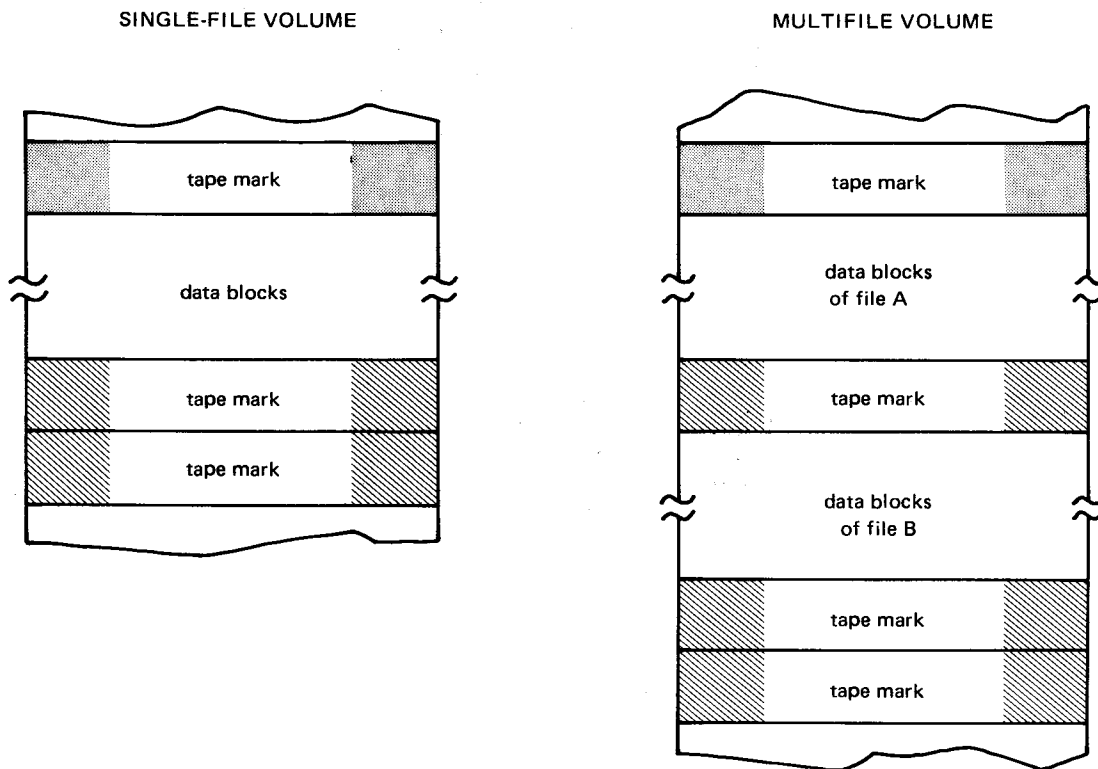 SINGLE-FILE VOLUME
tape mark
data blocks
tape mark
tape mark
MULTIFILE VOLUME
tape mark
data blocks
of file A
tape mark
data blocks
of file B
tape mark
tape mark